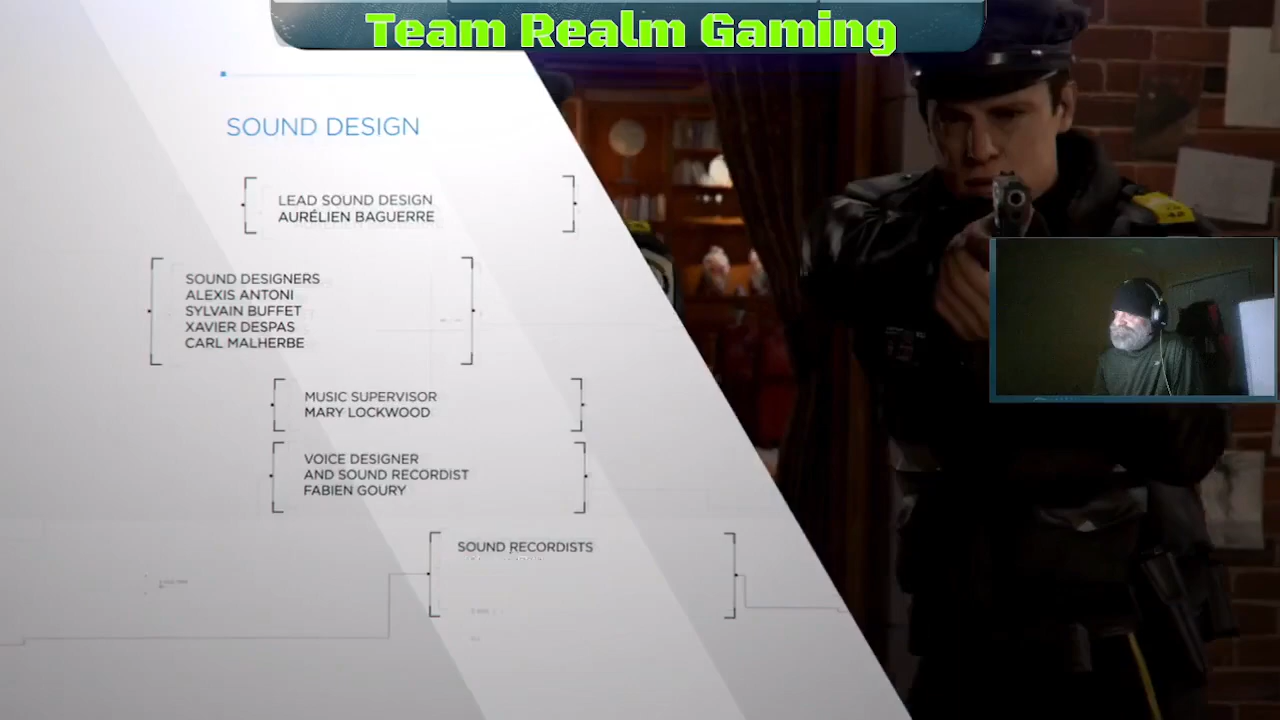 Team Realm Gaming
SOUND DESIGN
LEAD SOUND DESIGN
AURÉLIEN BAGUERRE
SOUND DESIGNERS
ALEXIS ANTONI
SYLVAIN BUFFET
XAVIER DESPAS
CARL MALHERBE
MUSIC SUPERVISOR
MARY LOCKWOOD
VOICE DESIGNER
AND SOUND RECORDIST
FABIEN GOURY
SOUND RECORDISTS